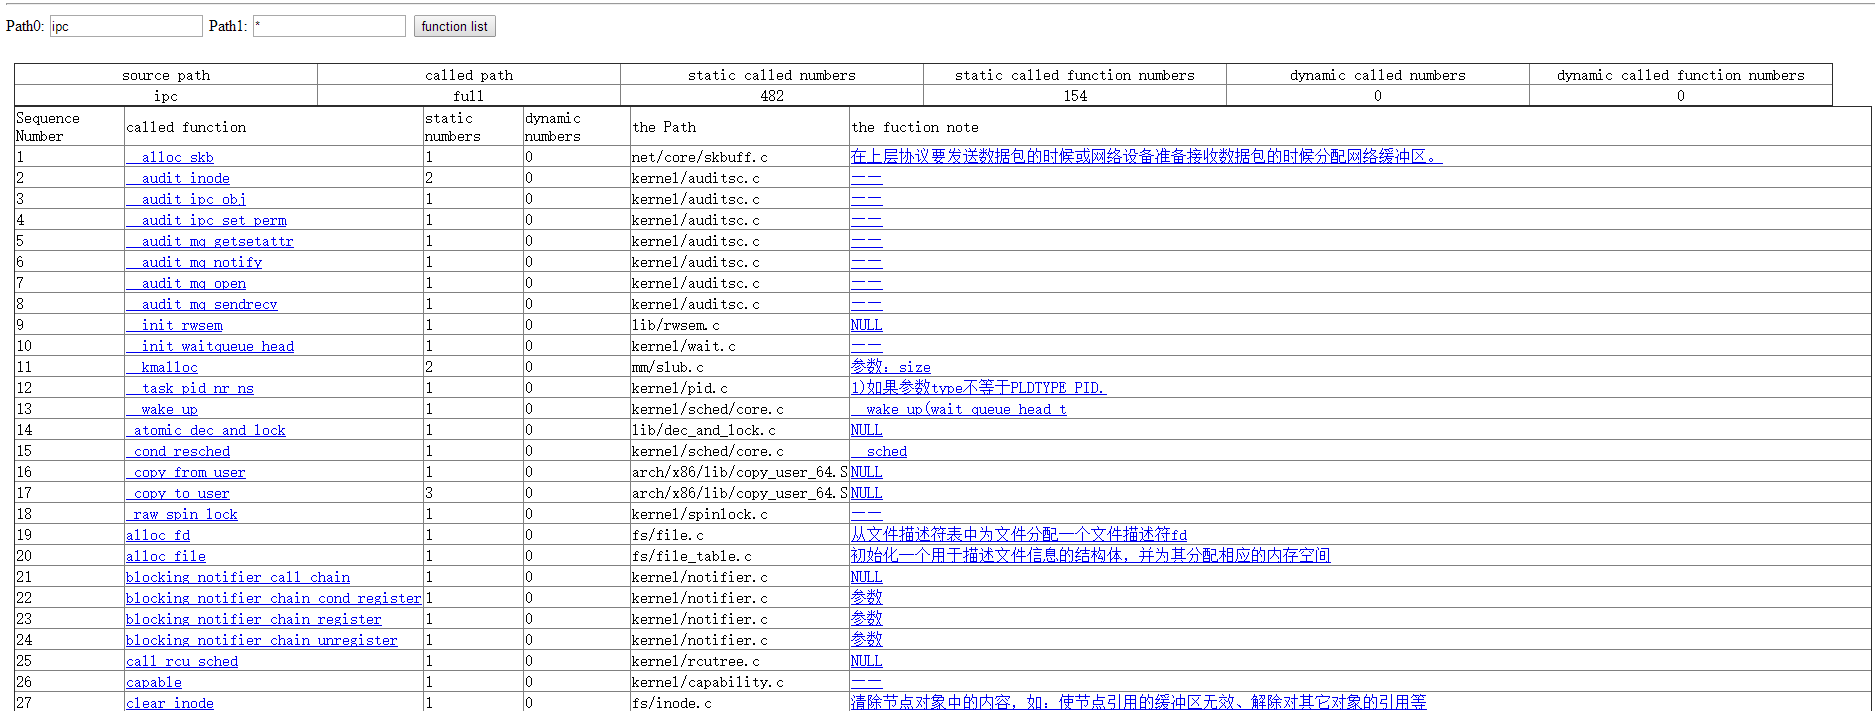 Path0: ipc Path1: * function list
source path called path static called numbers static called function numbers dynamic called numbers dynamic called function numbers
ipc full 482 154 0 0
Sequence Number called function static numbers dynamic numbers the Path the fuction note
1 __alloc_skb 1 0 net/core/skbuff.c 在上层协议要发送数据包的时候或网络设备准备接收数据包的时候分配网络缓冲区。
2 __audit_inode 2 0 kernel/auditsc.c ——
3 __audit_ipc_obj 1 0 kernel/auditsc.c ——
4 __audit_ipc_set_perm 1 0 kernel/auditsc.c ——
5 __audit_mq_getsetattr 1 0 kernel/auditsc.c ——
6 __audit_mq_notify 1 0 kernel/auditsc.c ——
7 __audit_mq_open 1 0 kernel/auditsc.c ——
8 __audit_mq_sendrecv 1 0 kernel/auditsc.c ——
9 __init_rwsem 1 0 lib/rwsem.c NULL
10 __init_waitqueue_head 1 0 kernel/wait.c ——
11 __kmalloc 2 0 mm/slub.c 参数：size
12 __task_pid_nr_ns 1 0 kernel/pid.c 1)如果参数type不等于PLDTYPE_PID.
13 __wake_up 1 0 kernel/sched/core.c __wake_up(wait_queue_head_t
14 _atomic_dec_and_lock 1 0 lib/dec_and_lock.c NULL
15 _cond_resched 1 0 kernel/sched/core.c __sched
16 _copy_from_user 1 0 arch/x86/lib/copy_user_64.S NULL
17 _copy_to_user 3 0 arch/x86/lib/copy_user_64.S NULL
18 _raw_spin_lock 1 0 kernel/spinlock.c ——
19 alloc_fd 1 0 fs/file.c 从文件描述符表中为文件分配一个文件描述符fd
20 alloc_file 1 0 fs/file_table.c 初始化一个用于描述文件信息的结构体，并为其分配相应的内存空间
21 blocking_notifier_call_chain 1 0 kernel/notifier.c NULL
22 blocking_notifier_chain_cond_register 1 0 kernel/notifier.c 参数
23 blocking_notifier_chain_register 1 0 kernel/notifier.c 参数
24 blocking_notifier_chain_unregister 1 0 kernel/notifier.c 参数
25 call_rcu_sched 1 0 kernel/rcutree.c NULL
26 capable 1 0 kernel/capability.c ——
27 clear_inode 1 0 fs/inode.c 清除节点对象中的内容，如：使节点引用的缓冲区无效、解除对其它对象的引用等